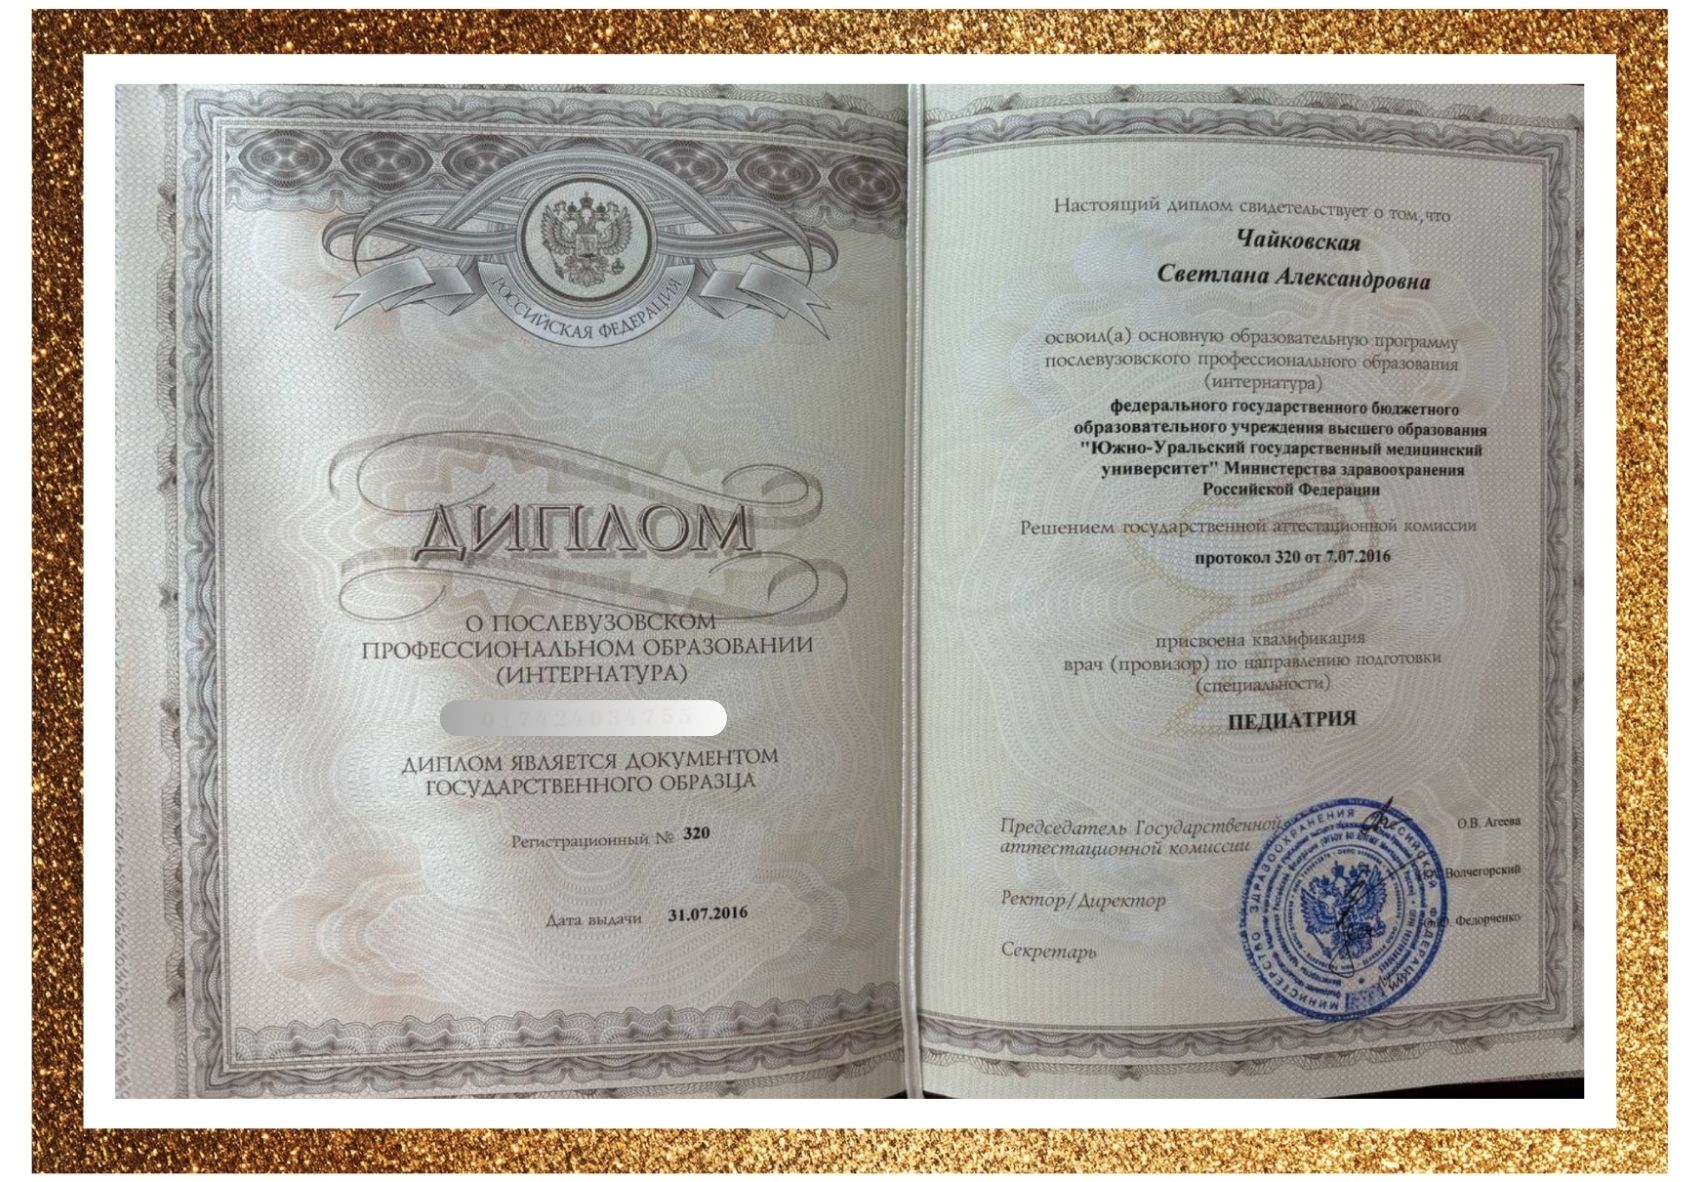 РОССИЙСКАЯ ФЕДЕРАЦИЯ
ДИПЛОМ
О ПОСЛЕВУЗОВСКОМ
ПРОФЕССИОНАЛЬНОМ ОБРАЗОВАНИИ
(ИНТЕРНАТУРА)
ДИПЛОМ ЯВЛЯЕТСЯ ДОКУМЕНТОМ
ГОСУДАРСТВЕННОГО ОБРАЗЦА
Регистрационный № 320
Дата выдачи 31.07.2016
Настоящий диплом свидетельствует о том, что
Чайковская
Светлана Александровна
освоил(а) основную образовательную программу
послевузовского профессионального образования
(интернатура)
федерального государственного бюджетного
образовательного учреждения высшего образования
"Южно-Уральский государственный медицинский
университет" Министерства здравоохранения
Российской Федерации
Решением государственной аттестационной комиссии
протокол 320 от 7.07.2016
присвоена квалификация
врач (провизор) по направлению подготовки
(специальности)
ПЕДИАТРИЯ
Председатель Государственной
аттестационной комиссии
О.В. Агеева
Ректор/Директор
Волчегорский
Секретарь
Федорченко
МИНИСТЕРСТВО ЗДРАВООХРАНЕНИЯ РОССИЙСКОЙ ФЕДЕРАЦИИ